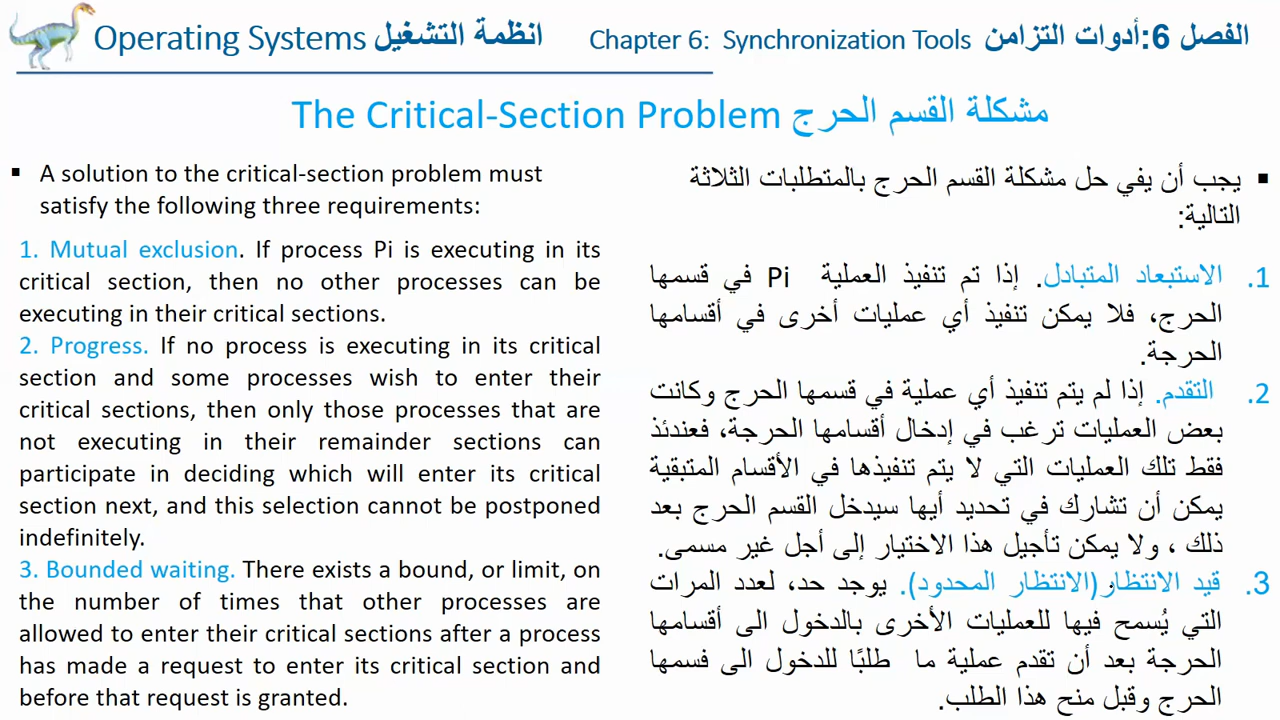 Operating Systems انظمة التشغيل
Chapter 6: Synchronization Tools الفصل 6:أدوات التزامن
The Critical-Section Problem مشكلة القسم الحرج
▪ A solution to the critical-section problem must
satisfy the following three requirements:
1. Mutual exclusion. If process Pi is executing in its
critical section, then no other processes can be
executing in their critical sections.
2. Progress. If no process is executing in its critical
section and some processes wish to enter their
critical sections, then only those processes that are
not executing in their remainder sections can
participate in deciding which will enter its critical
section next, and this selection cannot be postponed
indefinitely.
3. Bounded waiting. There exists a bound, or limit, on
the number of times that other processes are
allowed to enter their critical sections after a process
has made a request to enter its critical section and
before that request is granted.
▪ يجب أن يفي حل مشكلة القسم الحرج بالمتطلبات الثلاثة
التالية:
1. الاستبعاد المتبادل. إذا تم تنفيذ العملية Pi في قسمها
الحرج، فلا يمكن تنفيذ أي عمليات أخرى في أقسامها
الحرجة.
2. التقدم. إذا لم يتم تنفيذ أي عملية في قسمها الحرج وكانت
بعض العمليات ترغب في إدخال أقسامها الحرجة، فعندئذ
فقط تلك العمليات التي لا يتم تنفيذها في الأقسام المتبقية
يمكن أن تشارك في تحديد أيها سيدخل القسم الحرج بعد
ذلك ، ولا يمكن تأجيل هذا الاختيار إلى أجل غير مسمى.
3. قيد الانتظار(الانتظار المحدود). يوجد حد، لعدد المرات
التي يُسمح فيها للعمليات الأخرى بالدخول الى أقسامها
الحرجة بعد أن تقدم عملية ما طلبًا للدخول الى فسمها
الحرج وقبل منح هذا الطلب.